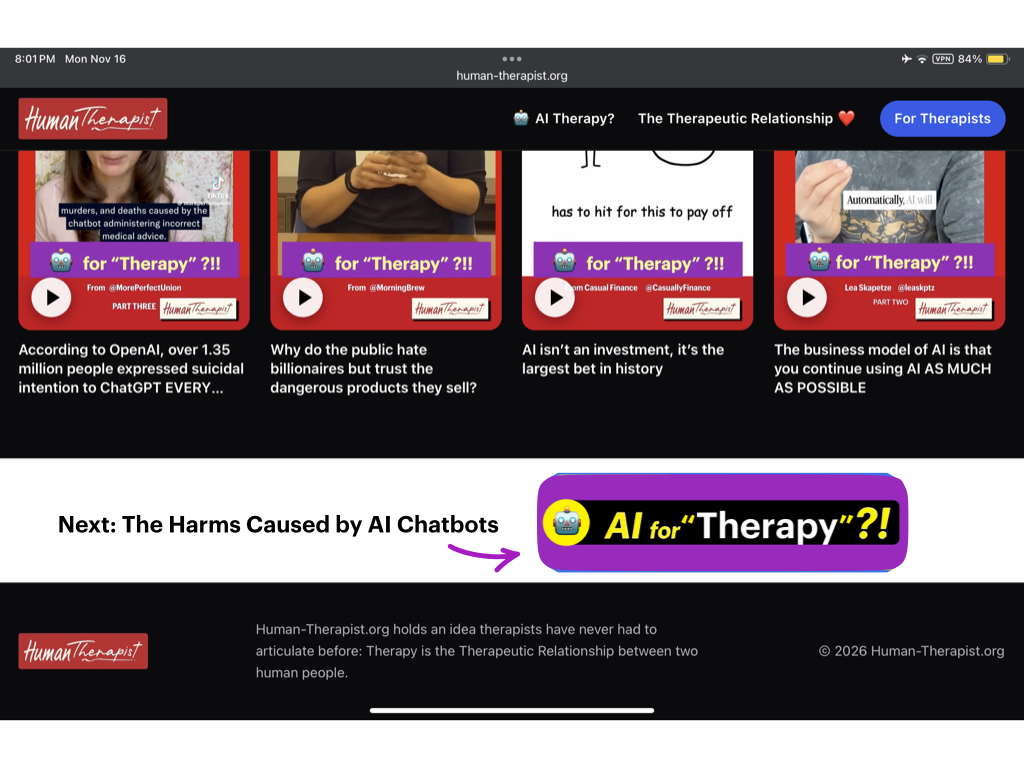 8:01 PM Mon Nov 16
human-therapist.org
VPN 84%
Human Therapist
🤖 AI Therapy?
The Therapeutic Relationship ❤️
For Therapists
murders, and deaths caused by the
chatbot administering incorrect
medical advice.
TikTok
for “Therapy” ?!!
From @MorePerfectUnion
PART THREE
Human Therapist
According to OpenAI, over 1.35
million people expressed suicidal
intention to ChatGPT EVERY...
for “Therapy” ?!!
From @MorningBrew
Human Therapist
Why do the public hate
billionaires but trust the
dangerous products they sell?
has to hit for this to pay off
for “Therapy” ?!!
Casual Finance @CasuallyFinance
Human Therapist
AI isn’t an investment, it’s the
largest bet in history
Automatically, AI will
for “Therapy” ?!!
Lea Skapetze @leaskptz
PART TWO
Human Therapist
The business model of AI is that
you continue using AI AS MUCH
AS POSSIBLE
Next: The Harms Caused by AI Chatbots
AI for “Therapy” ?!
Human Therapist
Human-Therapist.org holds an idea therapists have never had to
articulate before: Therapy is the Therapeutic Relationship between two
human people.
© 2026 Human-Therapist.org